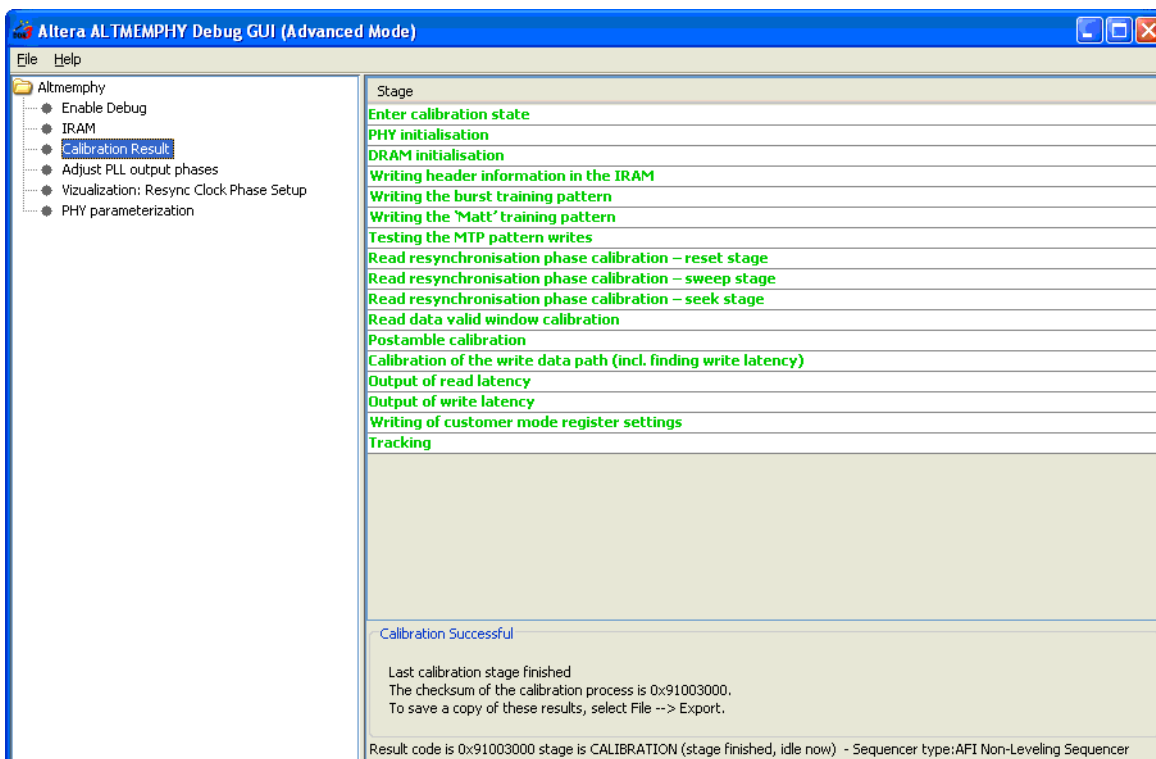 Altera ALTMEMPHY Debug GUI (Advanced Mode)
File Help
Altmemphy
Enable Debug
IRAM
Calibration Result
Adjust PLL output phases
Vizualization: Resync Clock Phase Setup
PHY parameterization
Stage
Enter calibration state
PHY initialisation
DRAM initialisation
Writing header information in the IRAM
Writing the burst training pattern
Writing the ‘Matt’ training pattern
Testing the MTP pattern writes
Read resynchronisation phase calibration – reset stage
Read resynchronisation phase calibration – sweep stage
Read resynchronisation phase calibration – seek stage
Read data valid window calibration
Postamble calibration
Calibration of the write data path (incl. finding write latency)
Output of read latency
Output of write latency
Writing of customer mode register settings
Tracking
Calibration Successful
Last calibration stage finished
The checksum of the calibration process is 0x91003000.
To save a copy of these results, select File --> Export.
Result code is 0x91003000 stage is CALIBRATION (stage finished, idle now) - Sequencer type:AFI Non-Leveling Sequencer